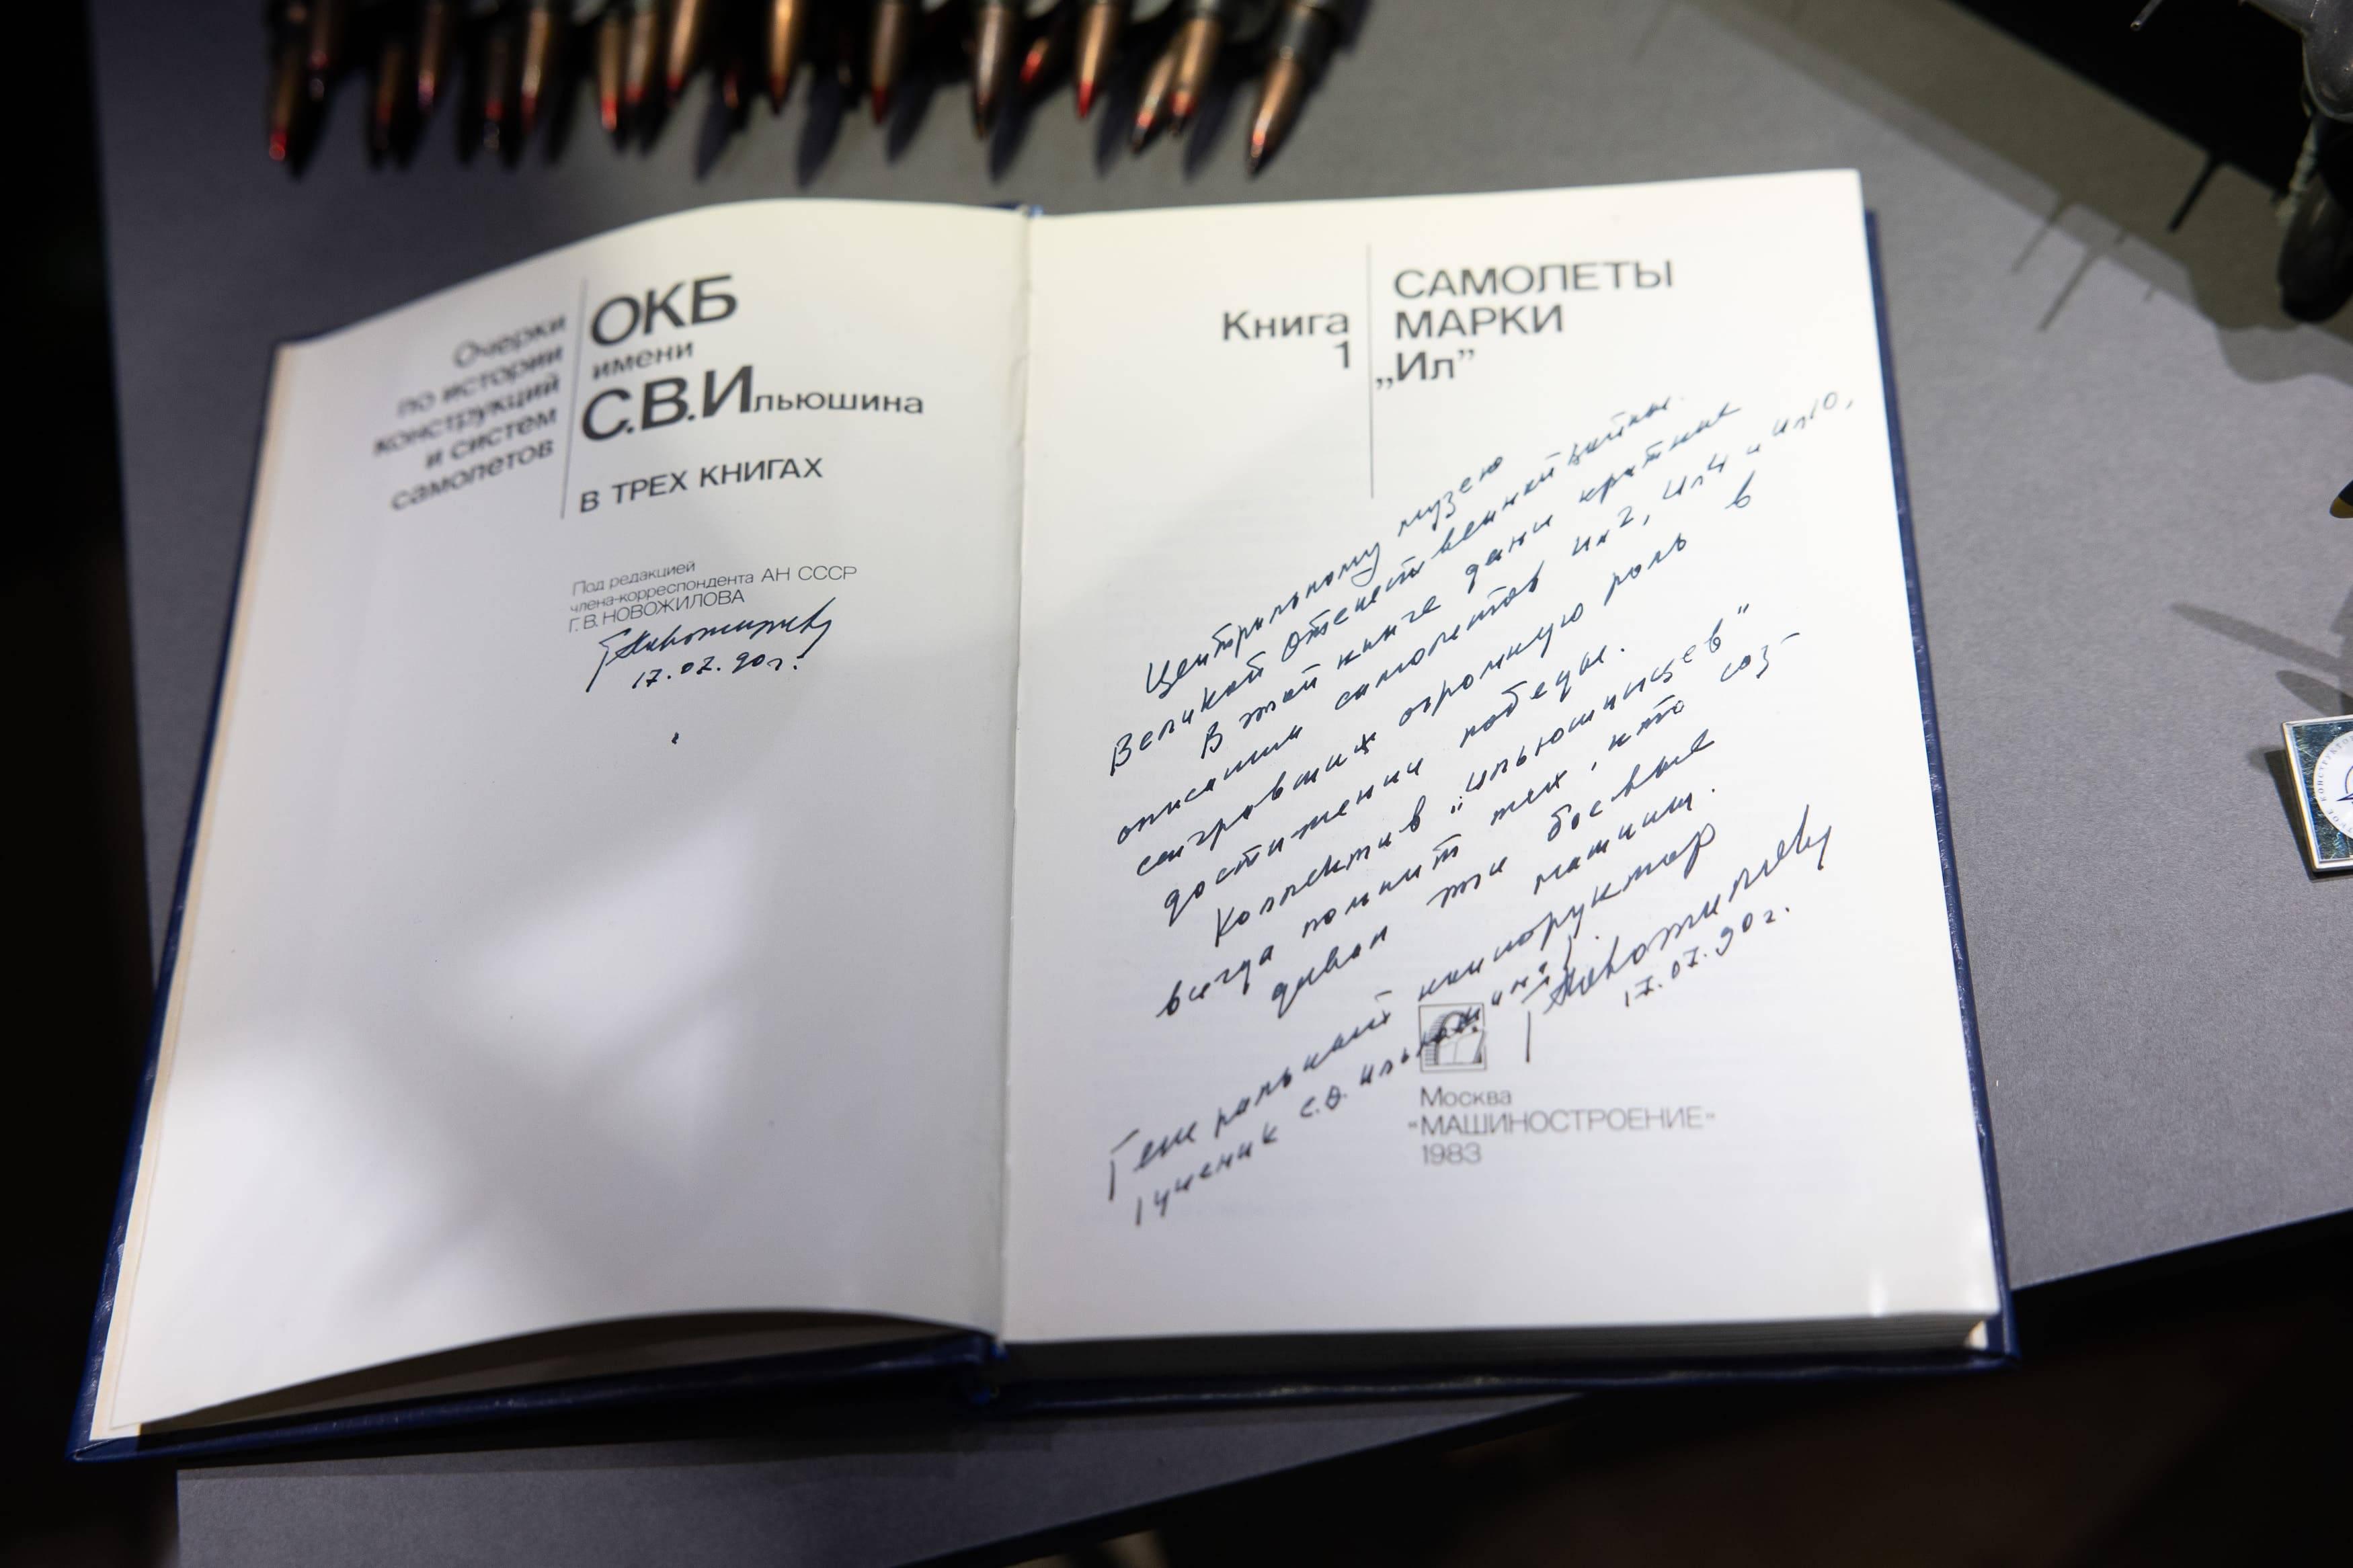 Очерки
по истории
конструкций
и систем
самолетов
ОКБ
имени
С.В.Ильюшина
В ТРЕХ КНИГАХ
Под редакцией
члена-корреспондента АН СССР
Г. В. НОВОЖИЛОВА
17.07.90г.
Книга
1
САМОЛЕТЫ
МАРКИ
„Ил”
Центральному музею
Великой Отечественной войны.
В этой книге даны краткие
описания самолетов Ил2, Ил4 и Ил10,
сыгравших огромную роль в
достижении победы.
Коллектив „ильюшинцев"
всегда помнит тех, кто соз-
давал эти боевые
машины.
Генеральный конструктор
ученик С.В. Ильюшина
Новожилов
17.07.90г.
Москва
«МАШИНОСТРОЕНИЕ»
1983